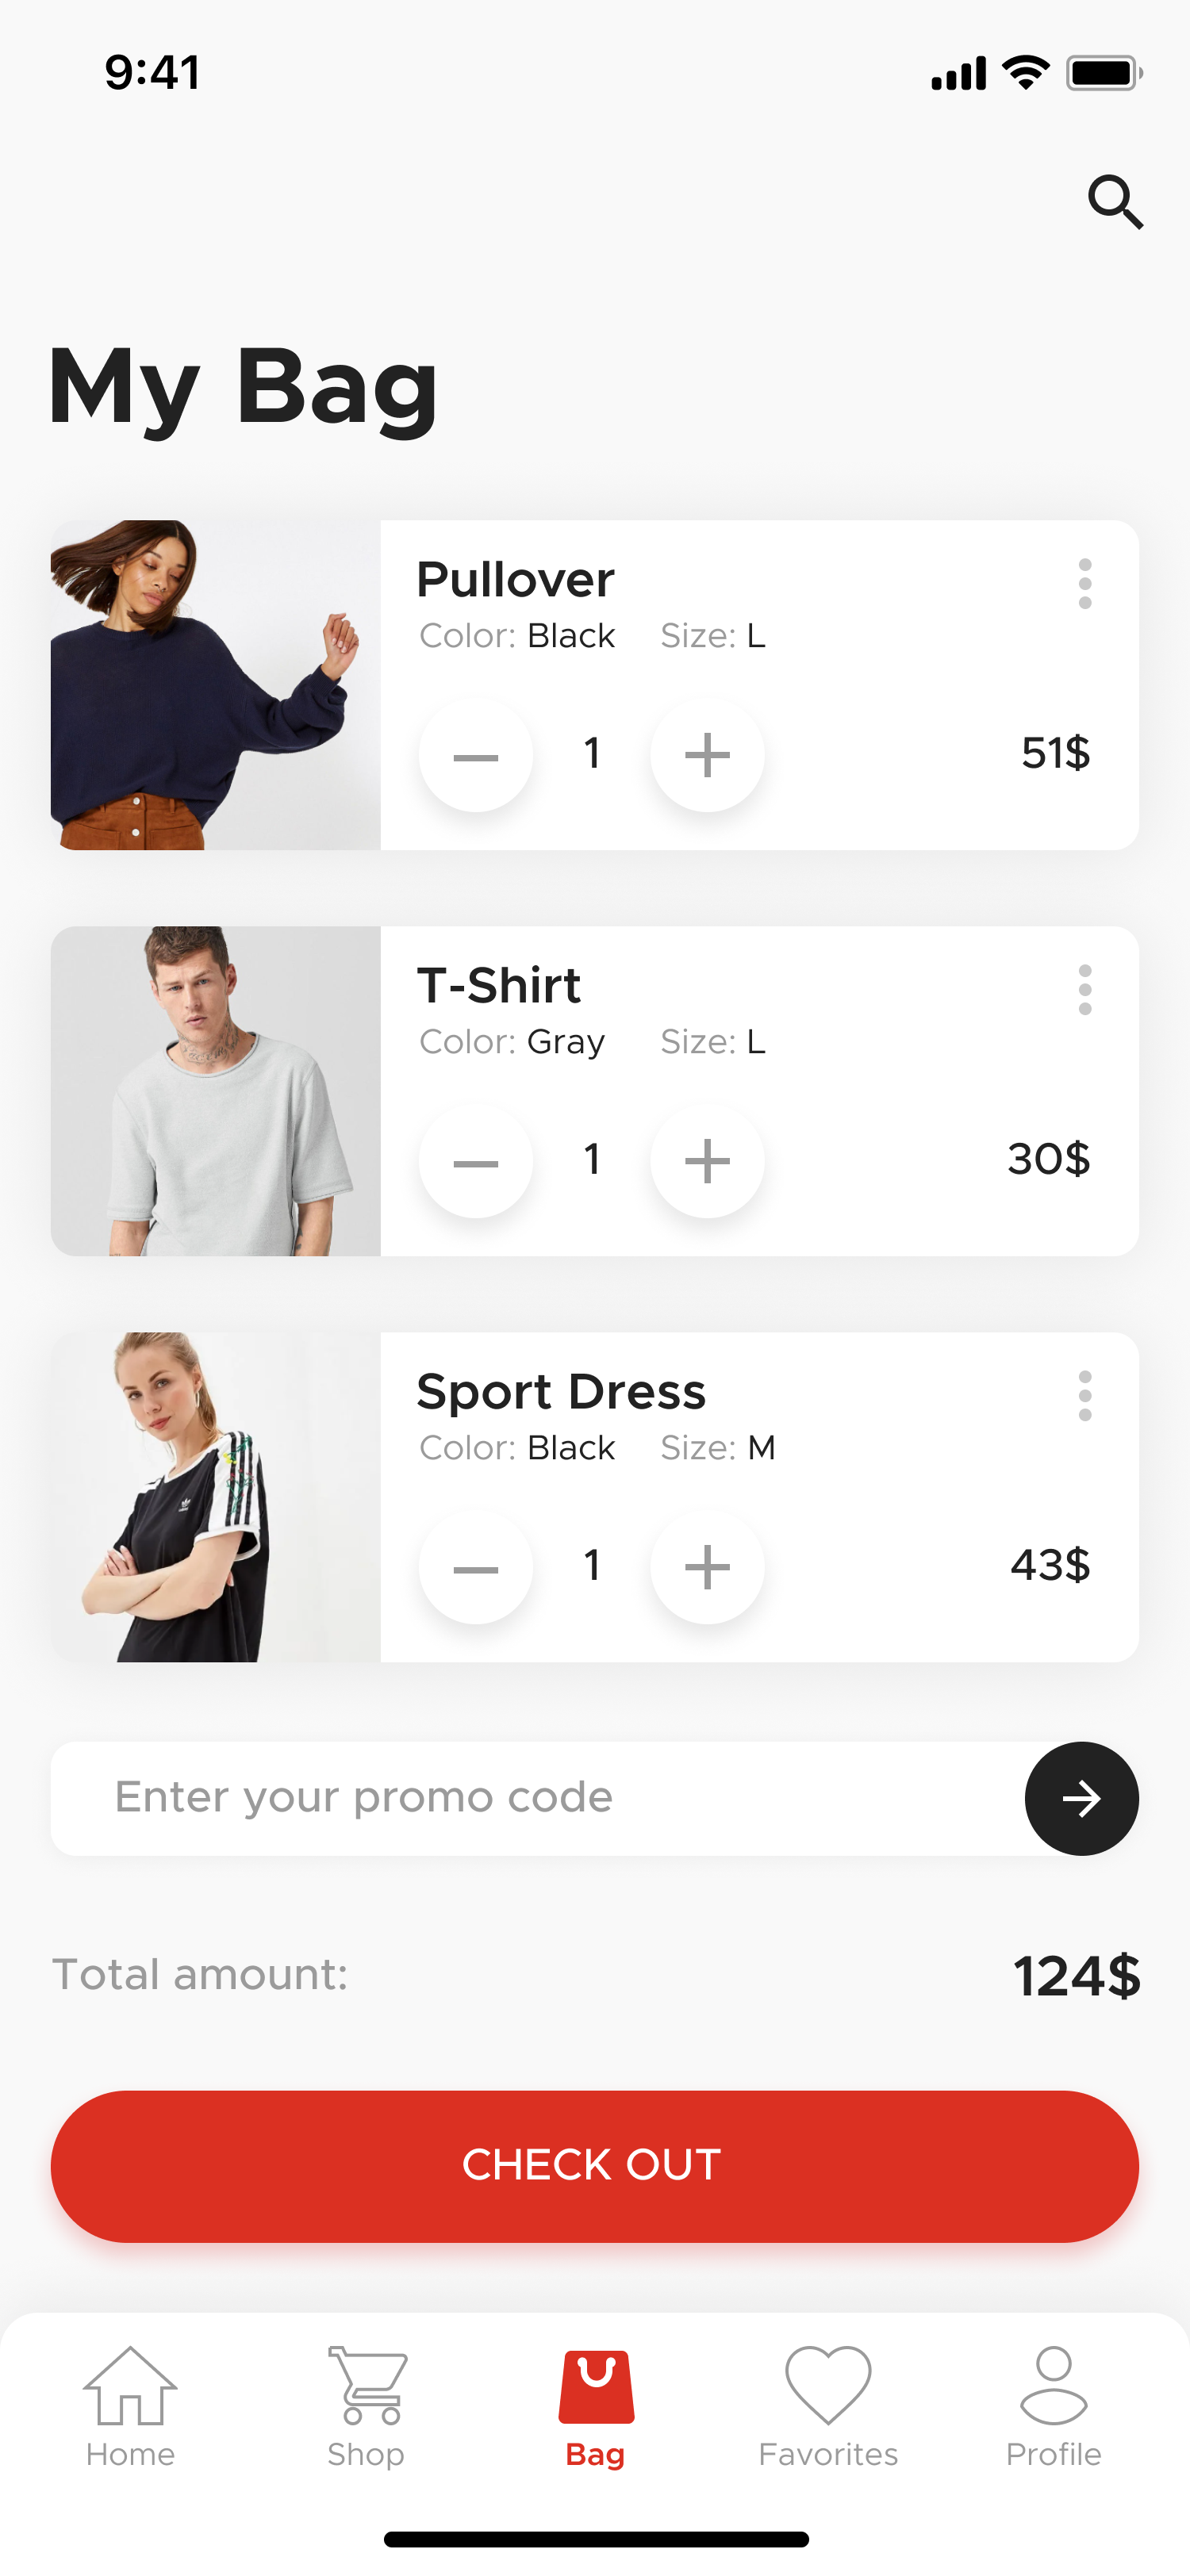 9:41
My Bag
Pullover
Color: Black Size: L
1
51$
T-Shirt
Color: Gray Size: L
1
30$
Sport Dress
Color: Black Size: M
1
43$
Enter your promo code
Total amount:
124$
CHECK OUT
Home Shop Bag Favorites Profile